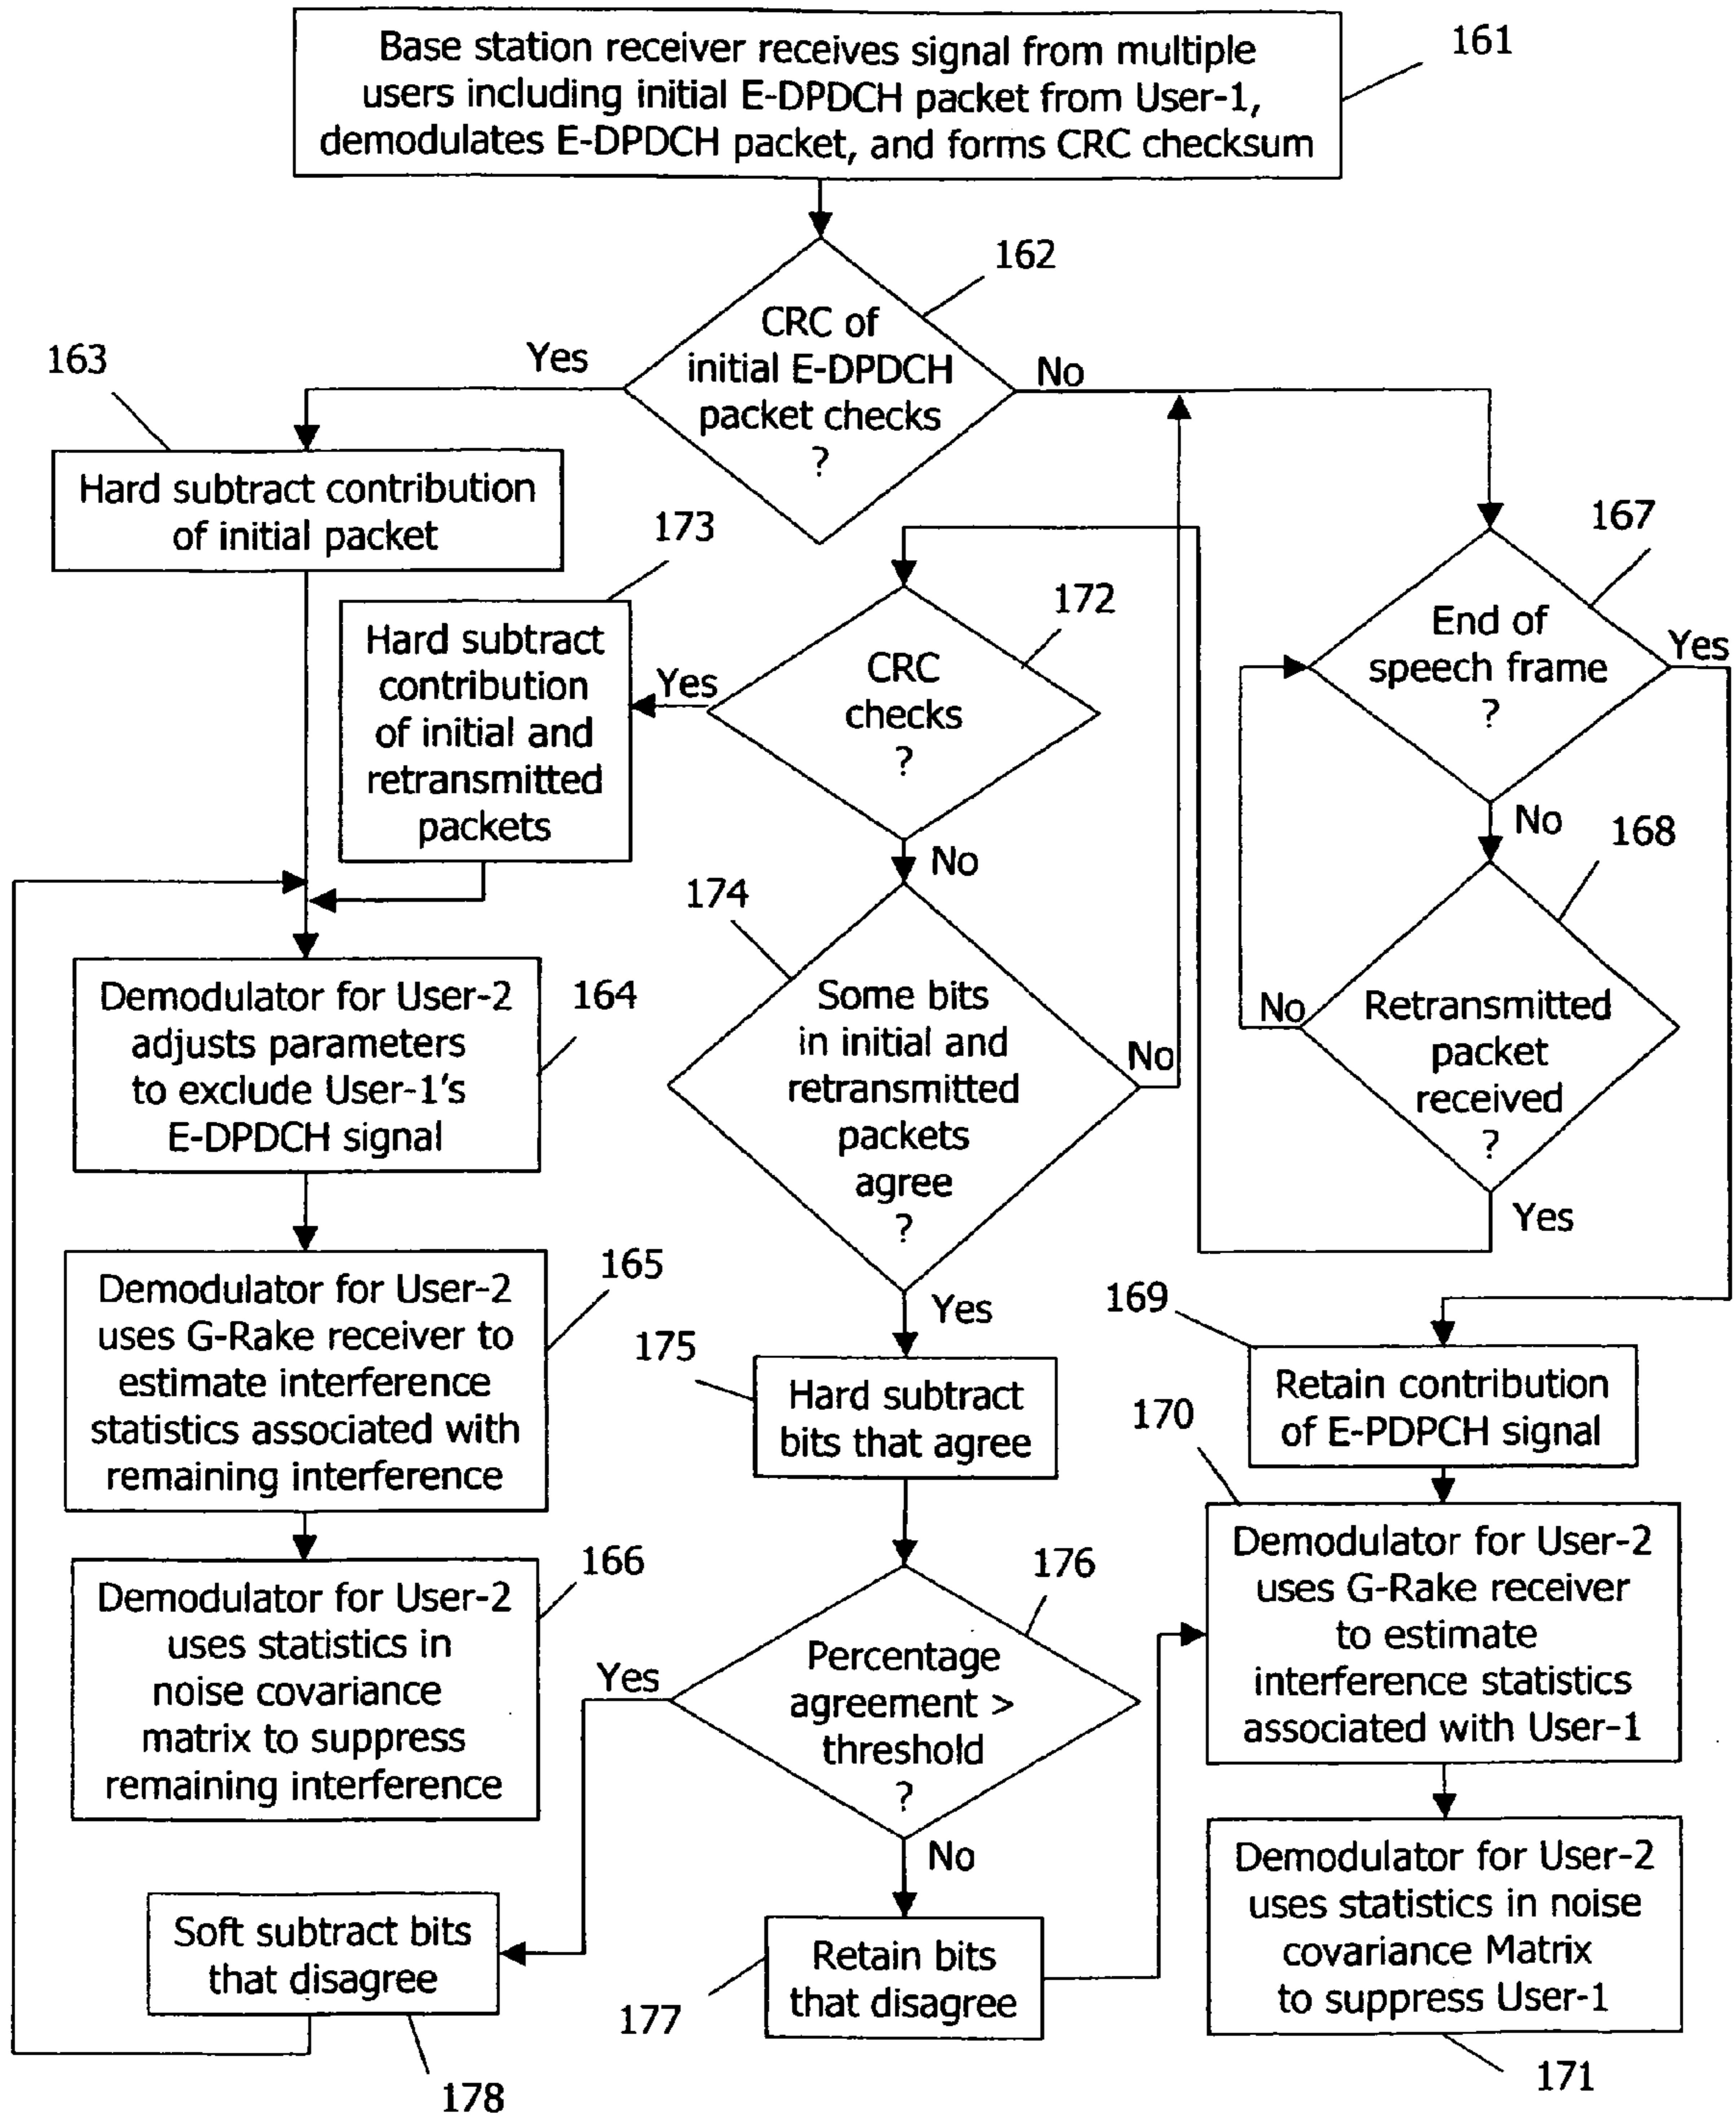 Base station receiver receives signal from multiple
users including initial E-DPDCH packet from User-1,
demodulates E-DPDCH packet, and forms CRC checksum
161
162
CRC of
initial E-DPDCH
packet checks
?
Yes
No
163
Hard subtract contribution
of initial packet
173
Hard subtract
contribution
of initial and
retransmitted
packets
172
CRC
checks
?
Yes
No
167
End of
speech frame
?
Yes
No
168
Retransmitted
packet
received
?
No
Yes
174
Some bits
in initial and
retransmitted
packets
agree
?
No
Yes
164
Demodulator for User-2
adjusts parameters
to exclude User-1's
E-DPDCH signal
165
Demodulator for User-2
uses G-Rake receiver to
estimate interference
statistics associated with
remaining interference
166
Demodulator for User-2
uses statistics in
noise covariance
matrix to suppress
remaining interference
175
Hard subtract
bits that agree
176
Percentage
agreement >
threshold
?
Yes
No
169
Retain contribution
of E-PDPCH signal
170
Demodulator for User-2
uses G-Rake receiver
to estimate
interference statistics
associated with User-1
Demodulator for User-2
uses statistics in noise
covariance Matrix
to suppress User-1
171
Soft subtract bits
that disagree
178
Retain bits
that disagree
177